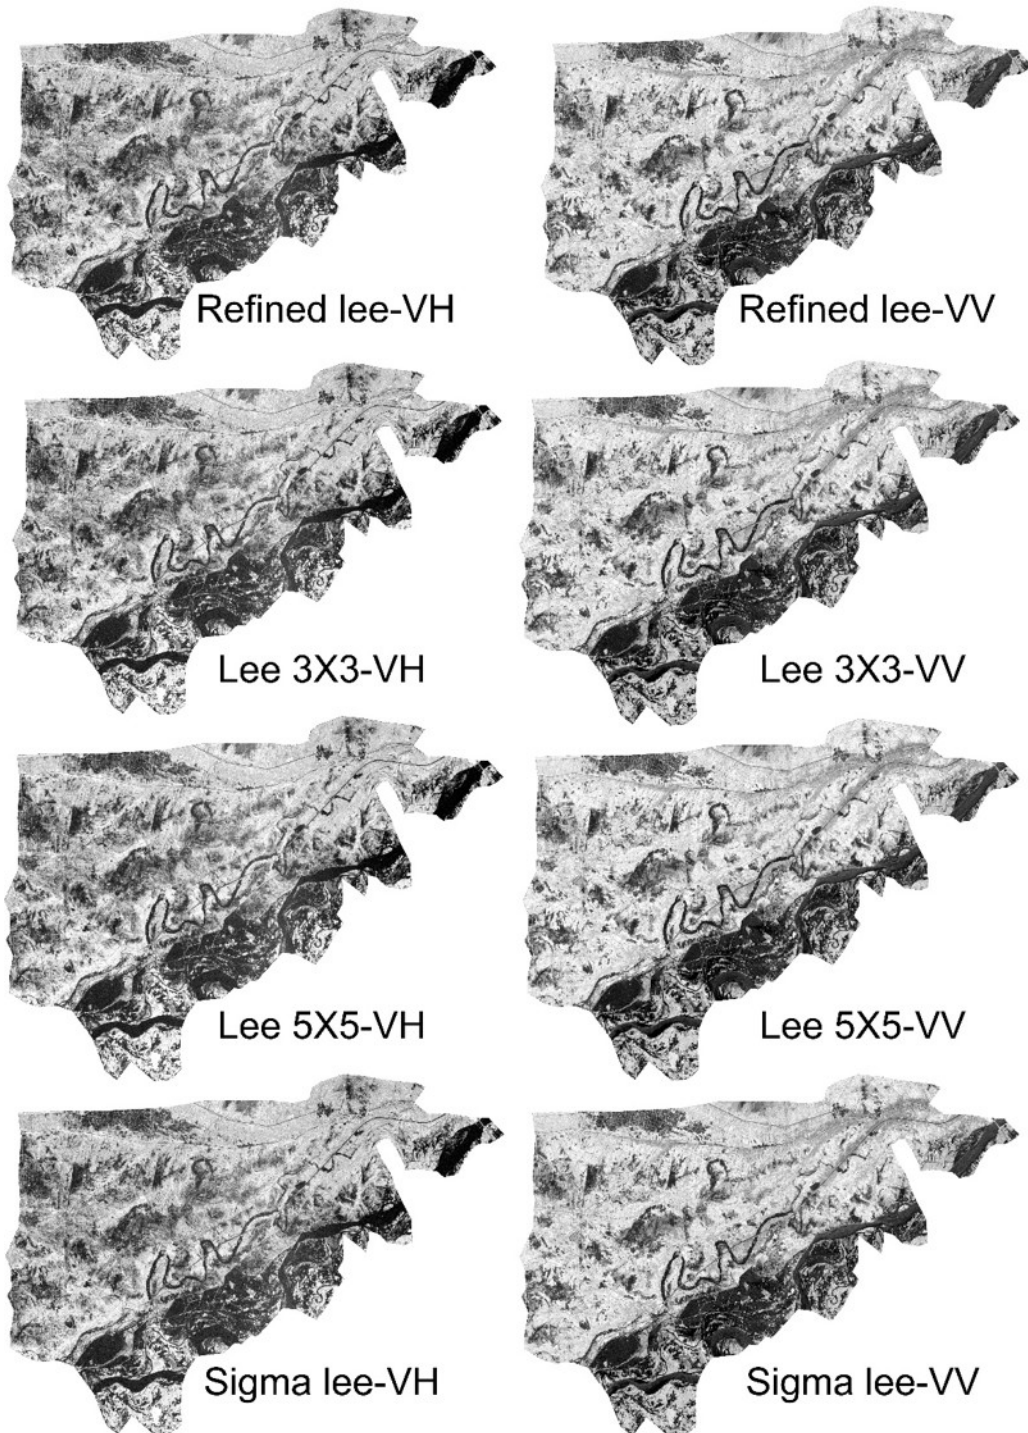 Refined lee-VH
Refined lee-VV
Lee 3X3-VH
Lee 3X3-VV
Lee 5X5-VH
Lee 5X5-VV
Sigma lee-VH
Sigma lee-VV